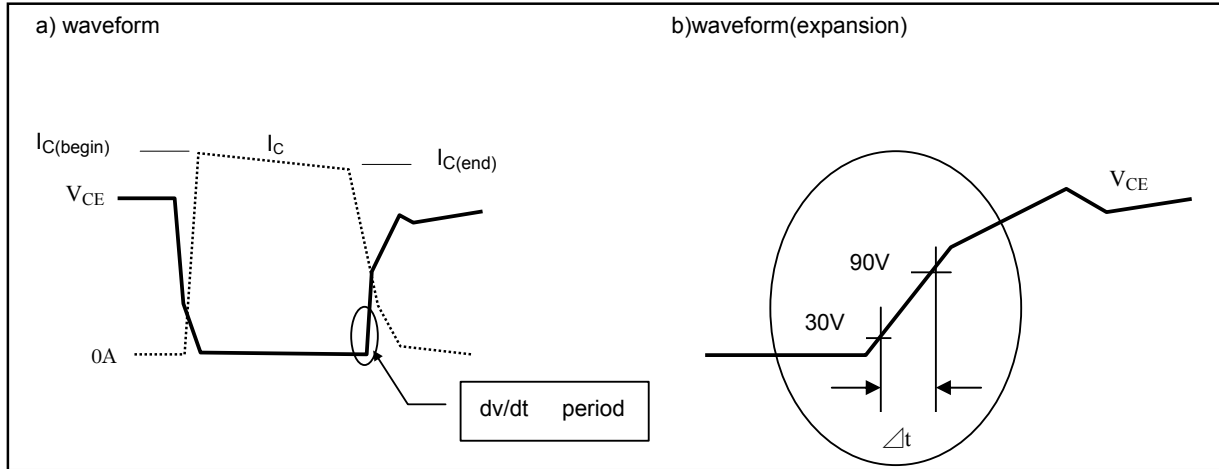 a) waveform
b)waveform(expansion)
IC(begin)
IC
IC(end)
VCE
0A
dv/dt period
VCE
90V
30V
⊿t